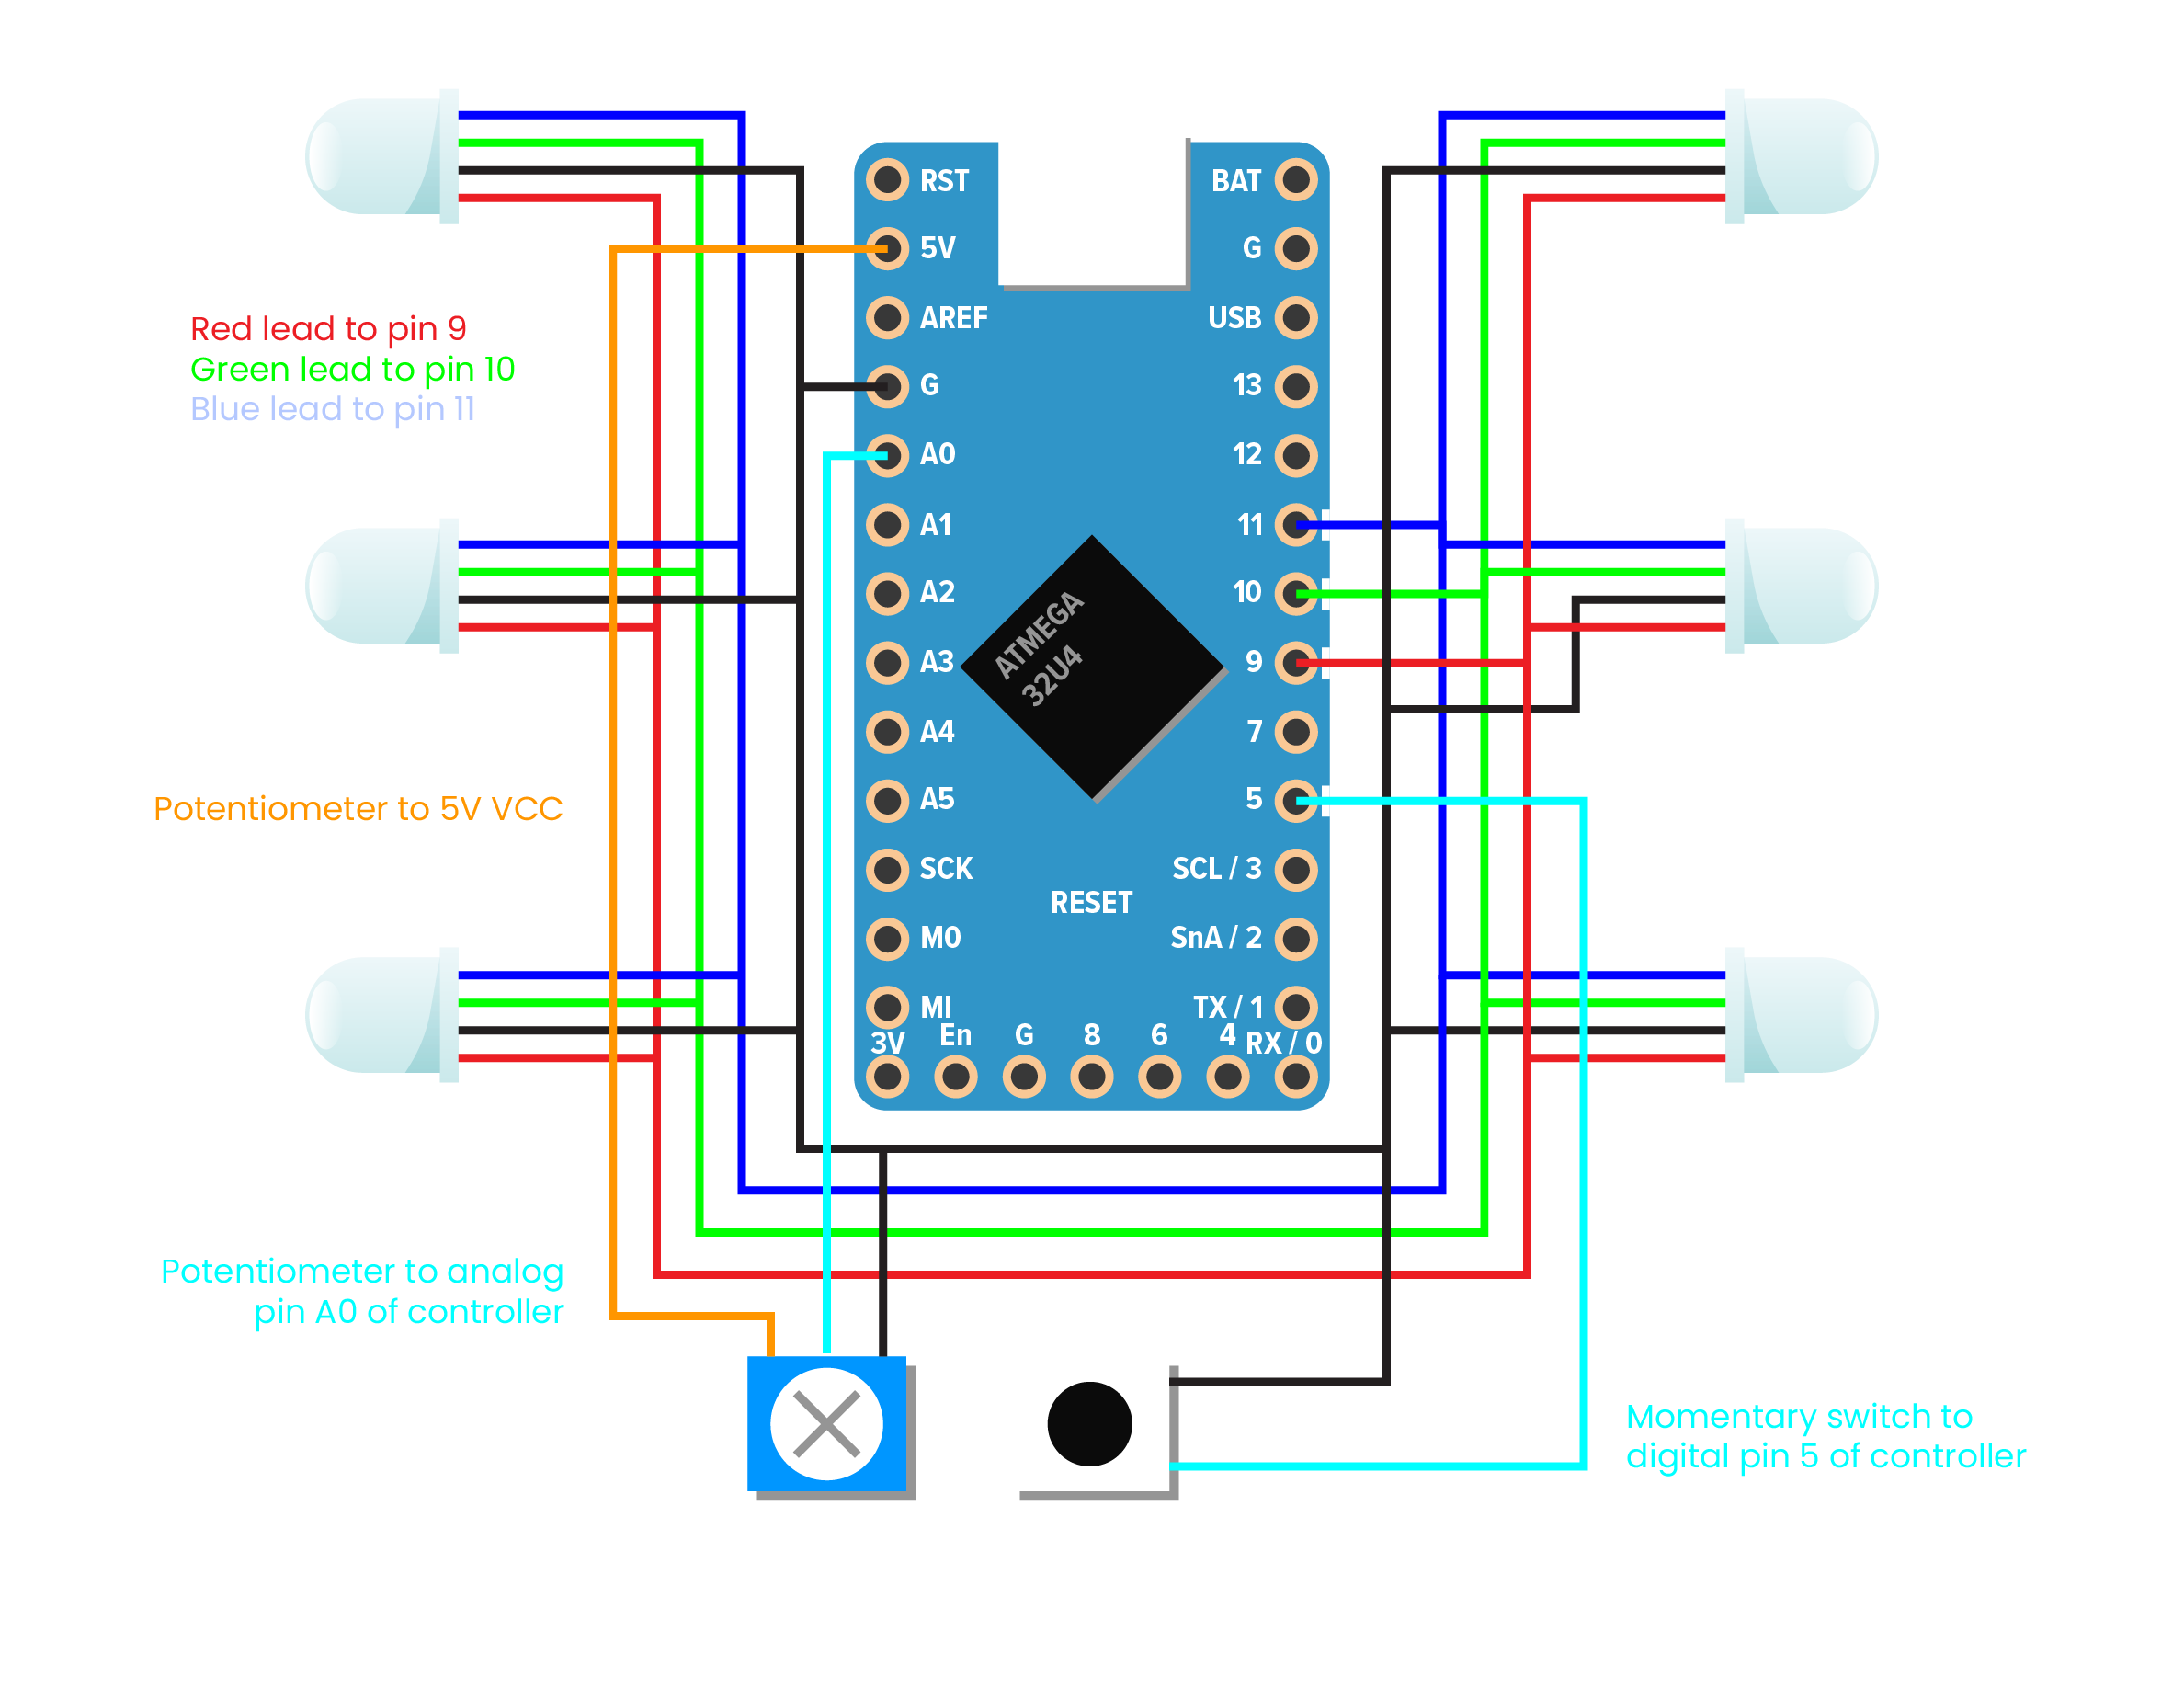 RST
BAT
5V
G
Red lead to pin 9
AREF
USB
Green lead to pin 10
G
13
Blue lead to pin 11
A0
12
A1
11
A2
10
ATMEGA
32U4
A3
9
A4
7
Potentiometer to 5V VCC
A5
5
SCK
SCL / 3
RESET
M0
SnA / 2
MI
TX / 1
3V
En
G
8
6
4
RX / 0
Potentiometer to analog
pin A0 of controller
Momentary switch to
digital pin 5 of controller